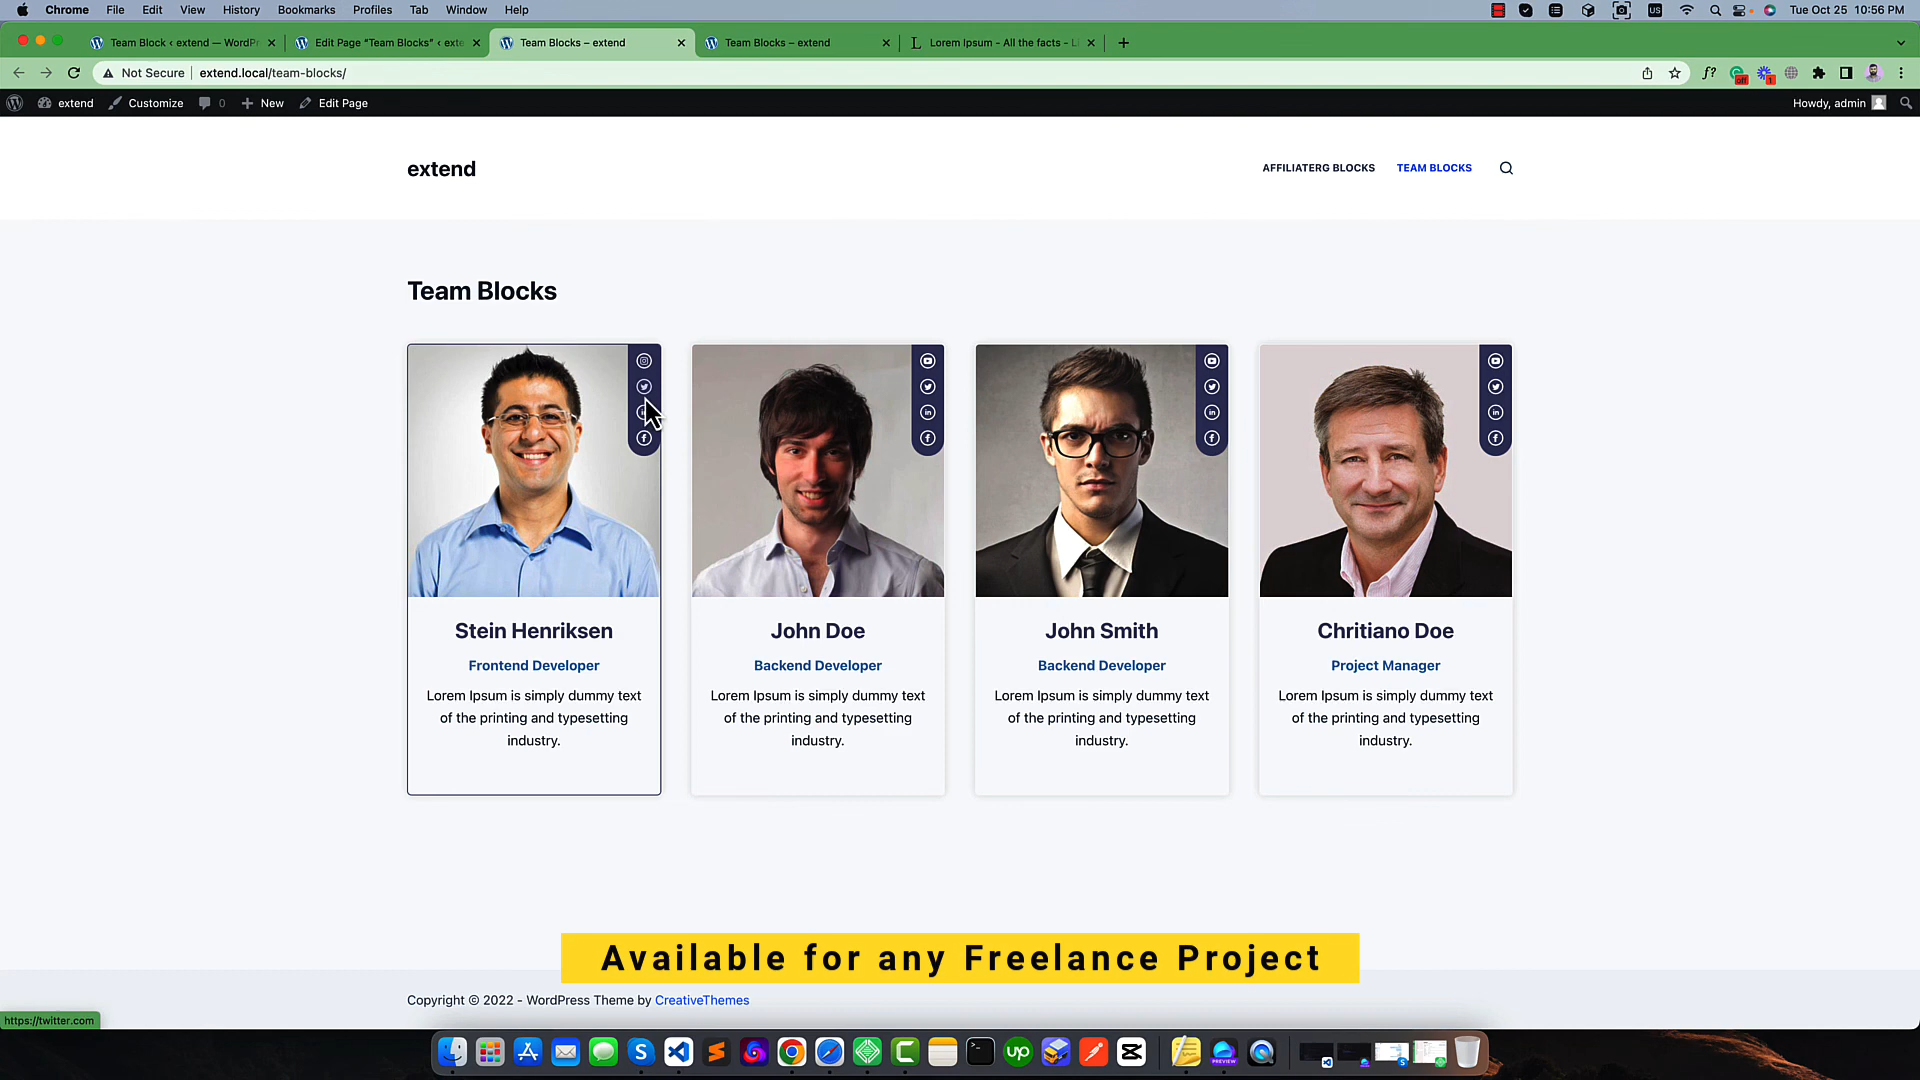 Chrome File Edit View History Bookmarks Profiles Tab Window Help
US
Tue Oct 25 10:56 PM
Team Block ‹ extend — WordPr
Edit Page “Team Blocks” ‹ exte
Team Blocks – extend
Team Blocks – extend
Lorem Ipsum - All the facts - L
Not Secure
extend.local/team-blocks/
f?
off
1
extend
Customize
0
New
Edit Page
Howdy, admin
extend
AFFILIATERG BLOCKS
TEAM BLOCKS
Team Blocks
Stein Henriksen
Frontend Developer
Lorem Ipsum is simply dummy text
of the printing and typesetting
industry.
John Doe
Backend Developer
Lorem Ipsum is simply dummy text
of the printing and typesetting
industry.
John Smith
Backend Developer
Lorem Ipsum is simply dummy text
of the printing and typesetting
industry.
Chritiano Doe
Project Manager
Lorem Ipsum is simply dummy text
of the printing and typesetting
industry.
Available for any Freelance Project
Copyright © 2022 - WordPress Theme by CreativeThemes
https://twitter.com
up
PREVIEW